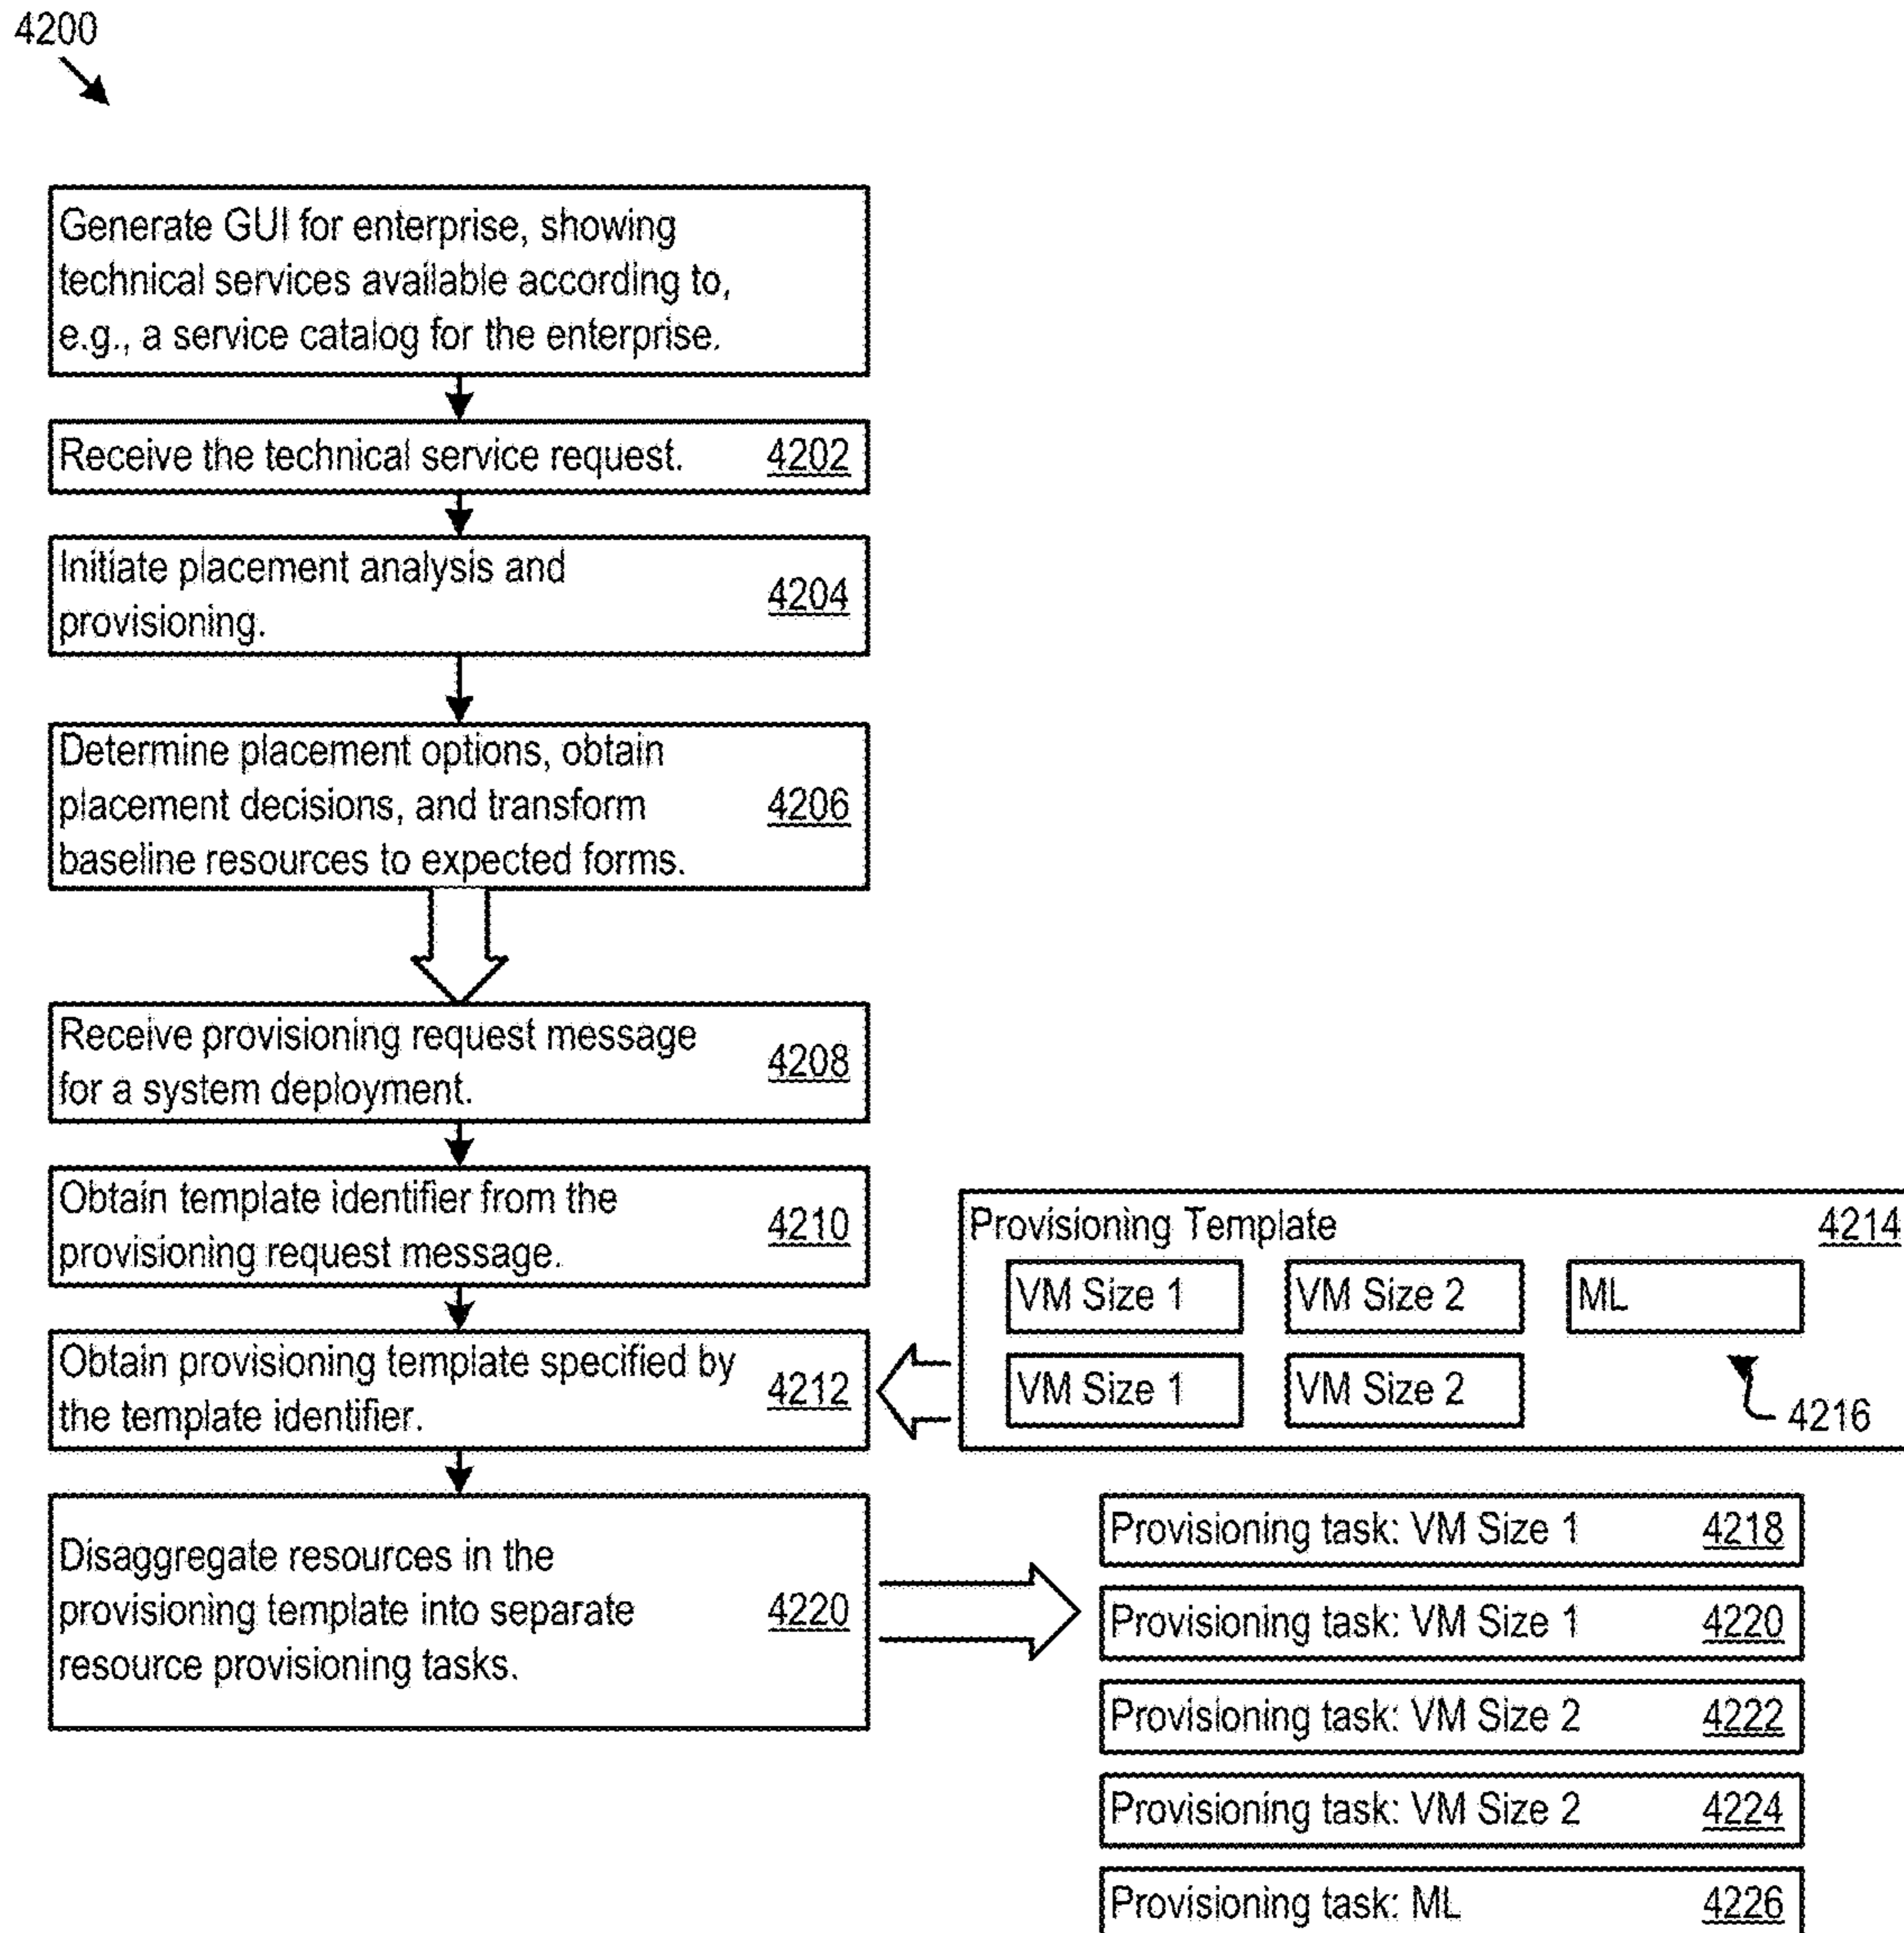 4200
Generate GUI for enterprise, showing
technical services available according to,
e.g., a service catalog for the enterprise.
Receive the technical service request. 4202
Initiate placement analysis and
provisioning. 4204
Determine placement options, obtain
placement decisions, and transform 4206
baseline resources to expected forms.
Receive provisioning request message
for a system deployment. 4208
Obtain template identifier from the
provisioning request message. 4210
Obtain provisioning template specified by
the template identifier. 4212
Provisioning Template 4214
VM Size 1 VM Size 2 ML
VM Size 1 VM Size 2
4216
Disaggregate resources in the
provisioning template into separate 4220
resource provisioning tasks.
Provisioning task: VM Size 1 4218
Provisioning task: VM Size 1 4220
Provisioning task: VM Size 2 4222
Provisioning task: VM Size 2 4224
Provisioning task: ML 4226